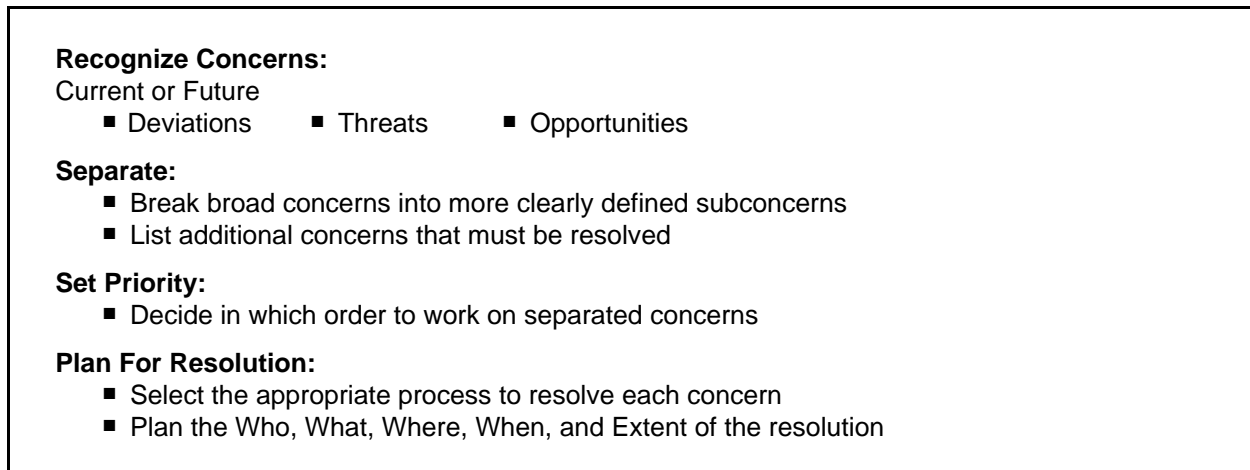 Recognize Concerns:
Current or Future
■ Deviations ■ Threats ■ Opportunities
Separate:
■ Break broad concerns into more clearly defined subconcerns
■ List additional concerns that must be resolved
Set Priority:
■ Decide in which order to work on separated concerns
Plan For Resolution:
■ Select the appropriate process to resolve each concern
■ Plan the Who, What, Where, When, and Extent of the resolution